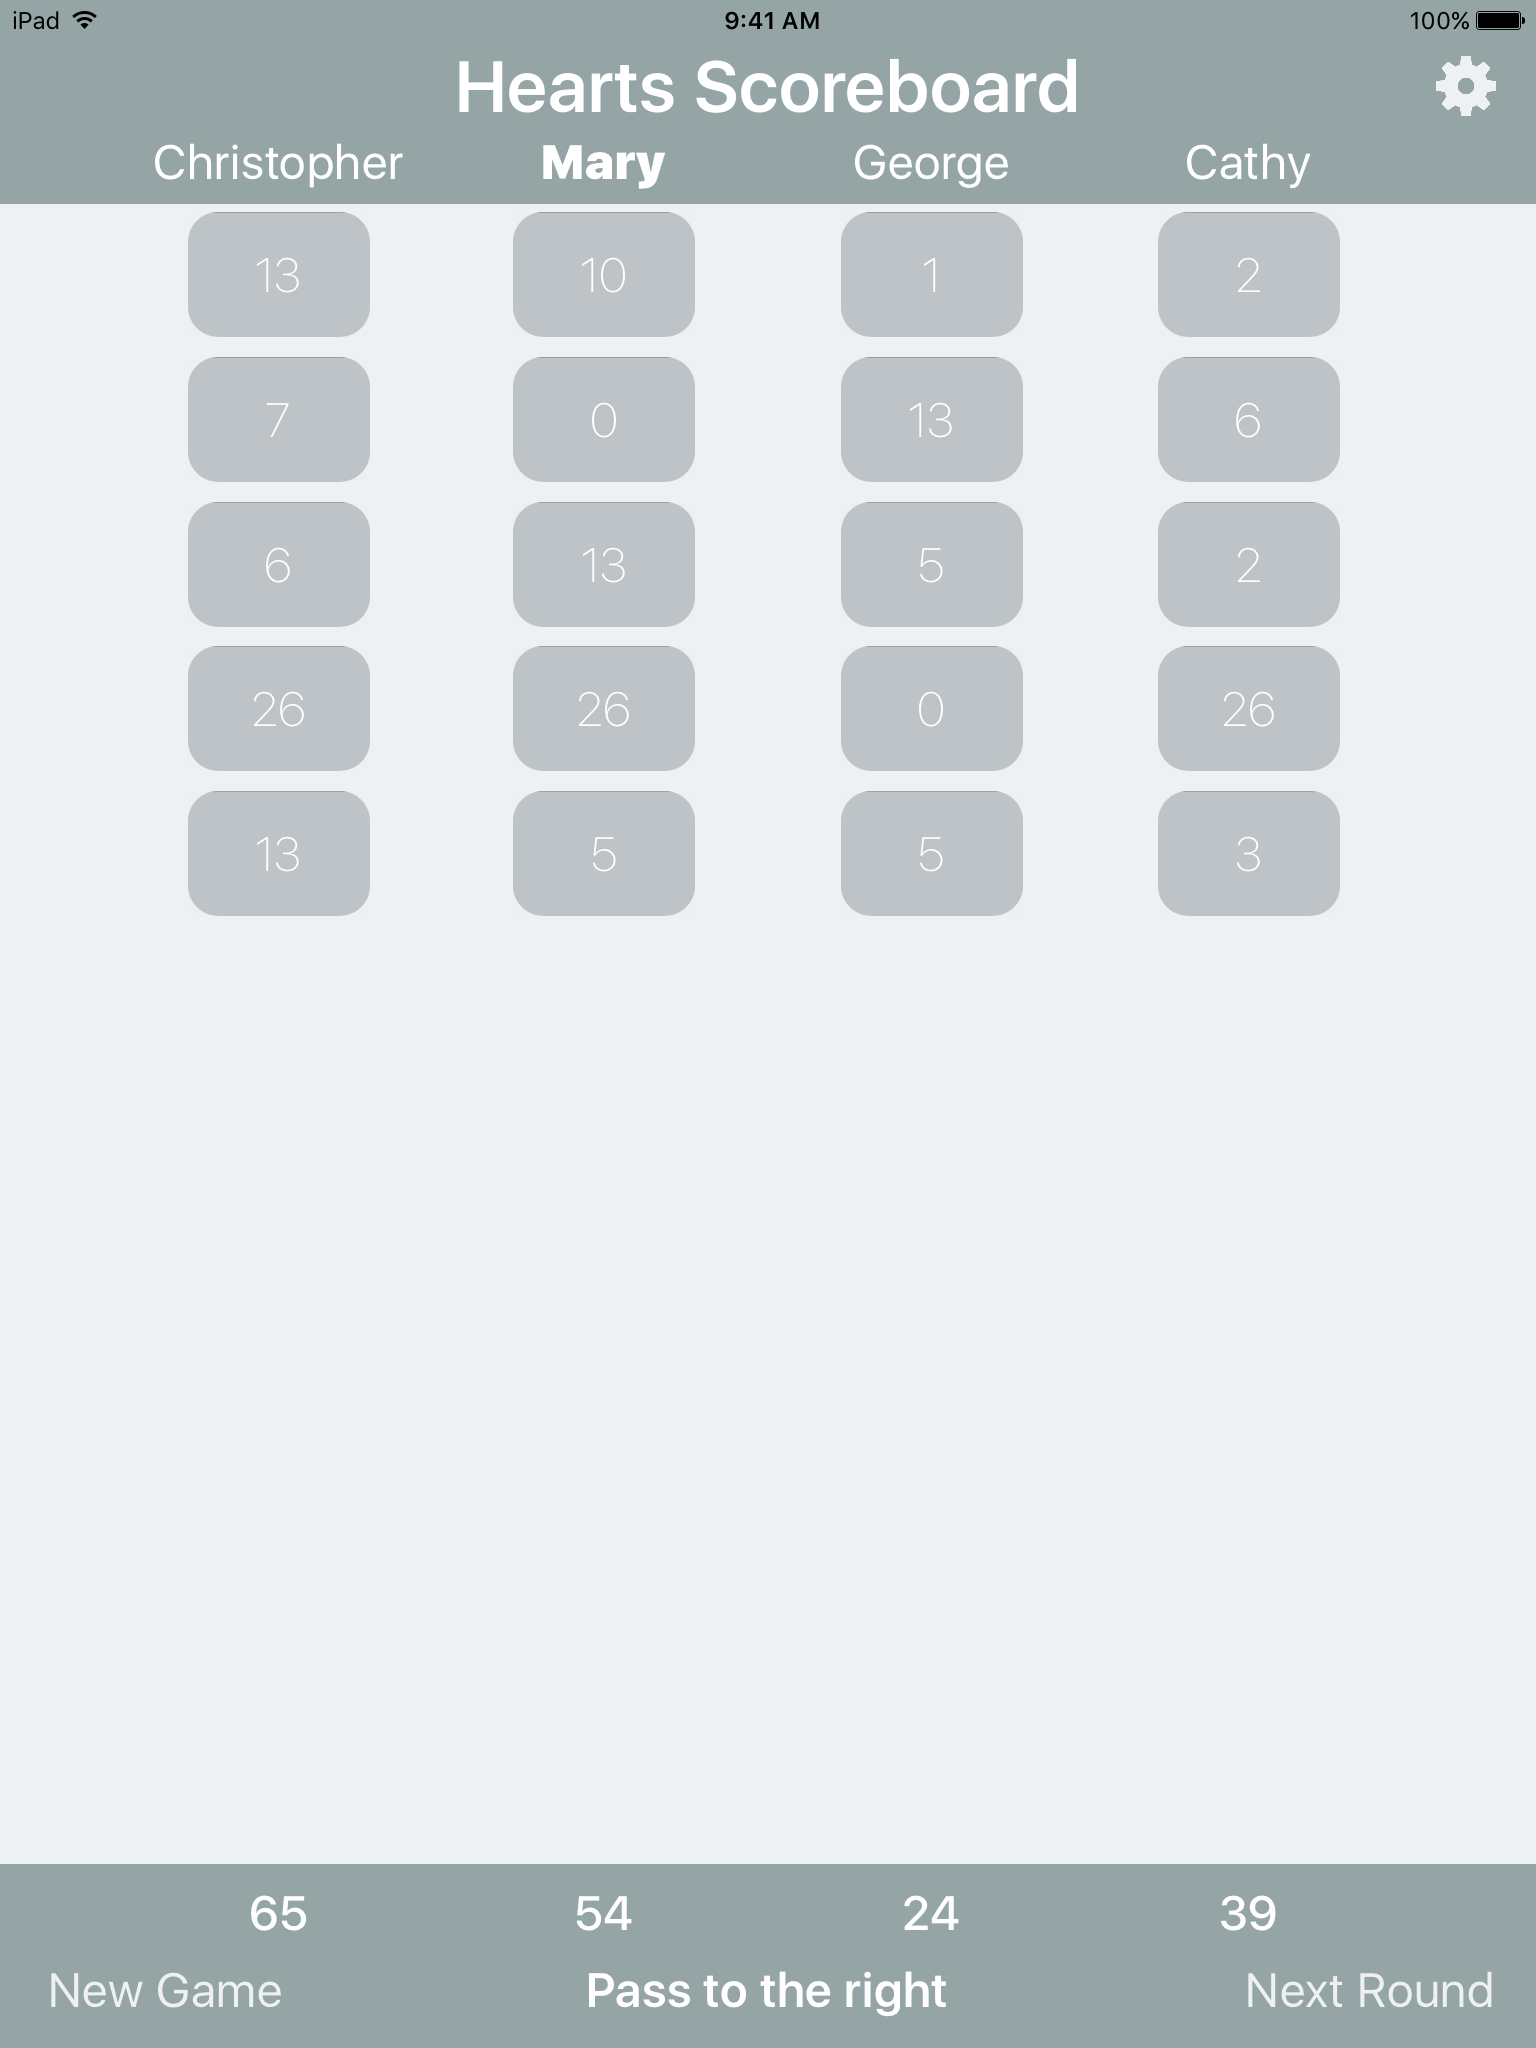 iPad 9:41 AM 100%
Hearts Scoreboard
Christopher Mary George Cathy
13 10 1 2
7 0 13 6
6 13 5 2
26 26 0 26
13 5 5 3
65 54 24 39
New Game Pass to the right Next Round